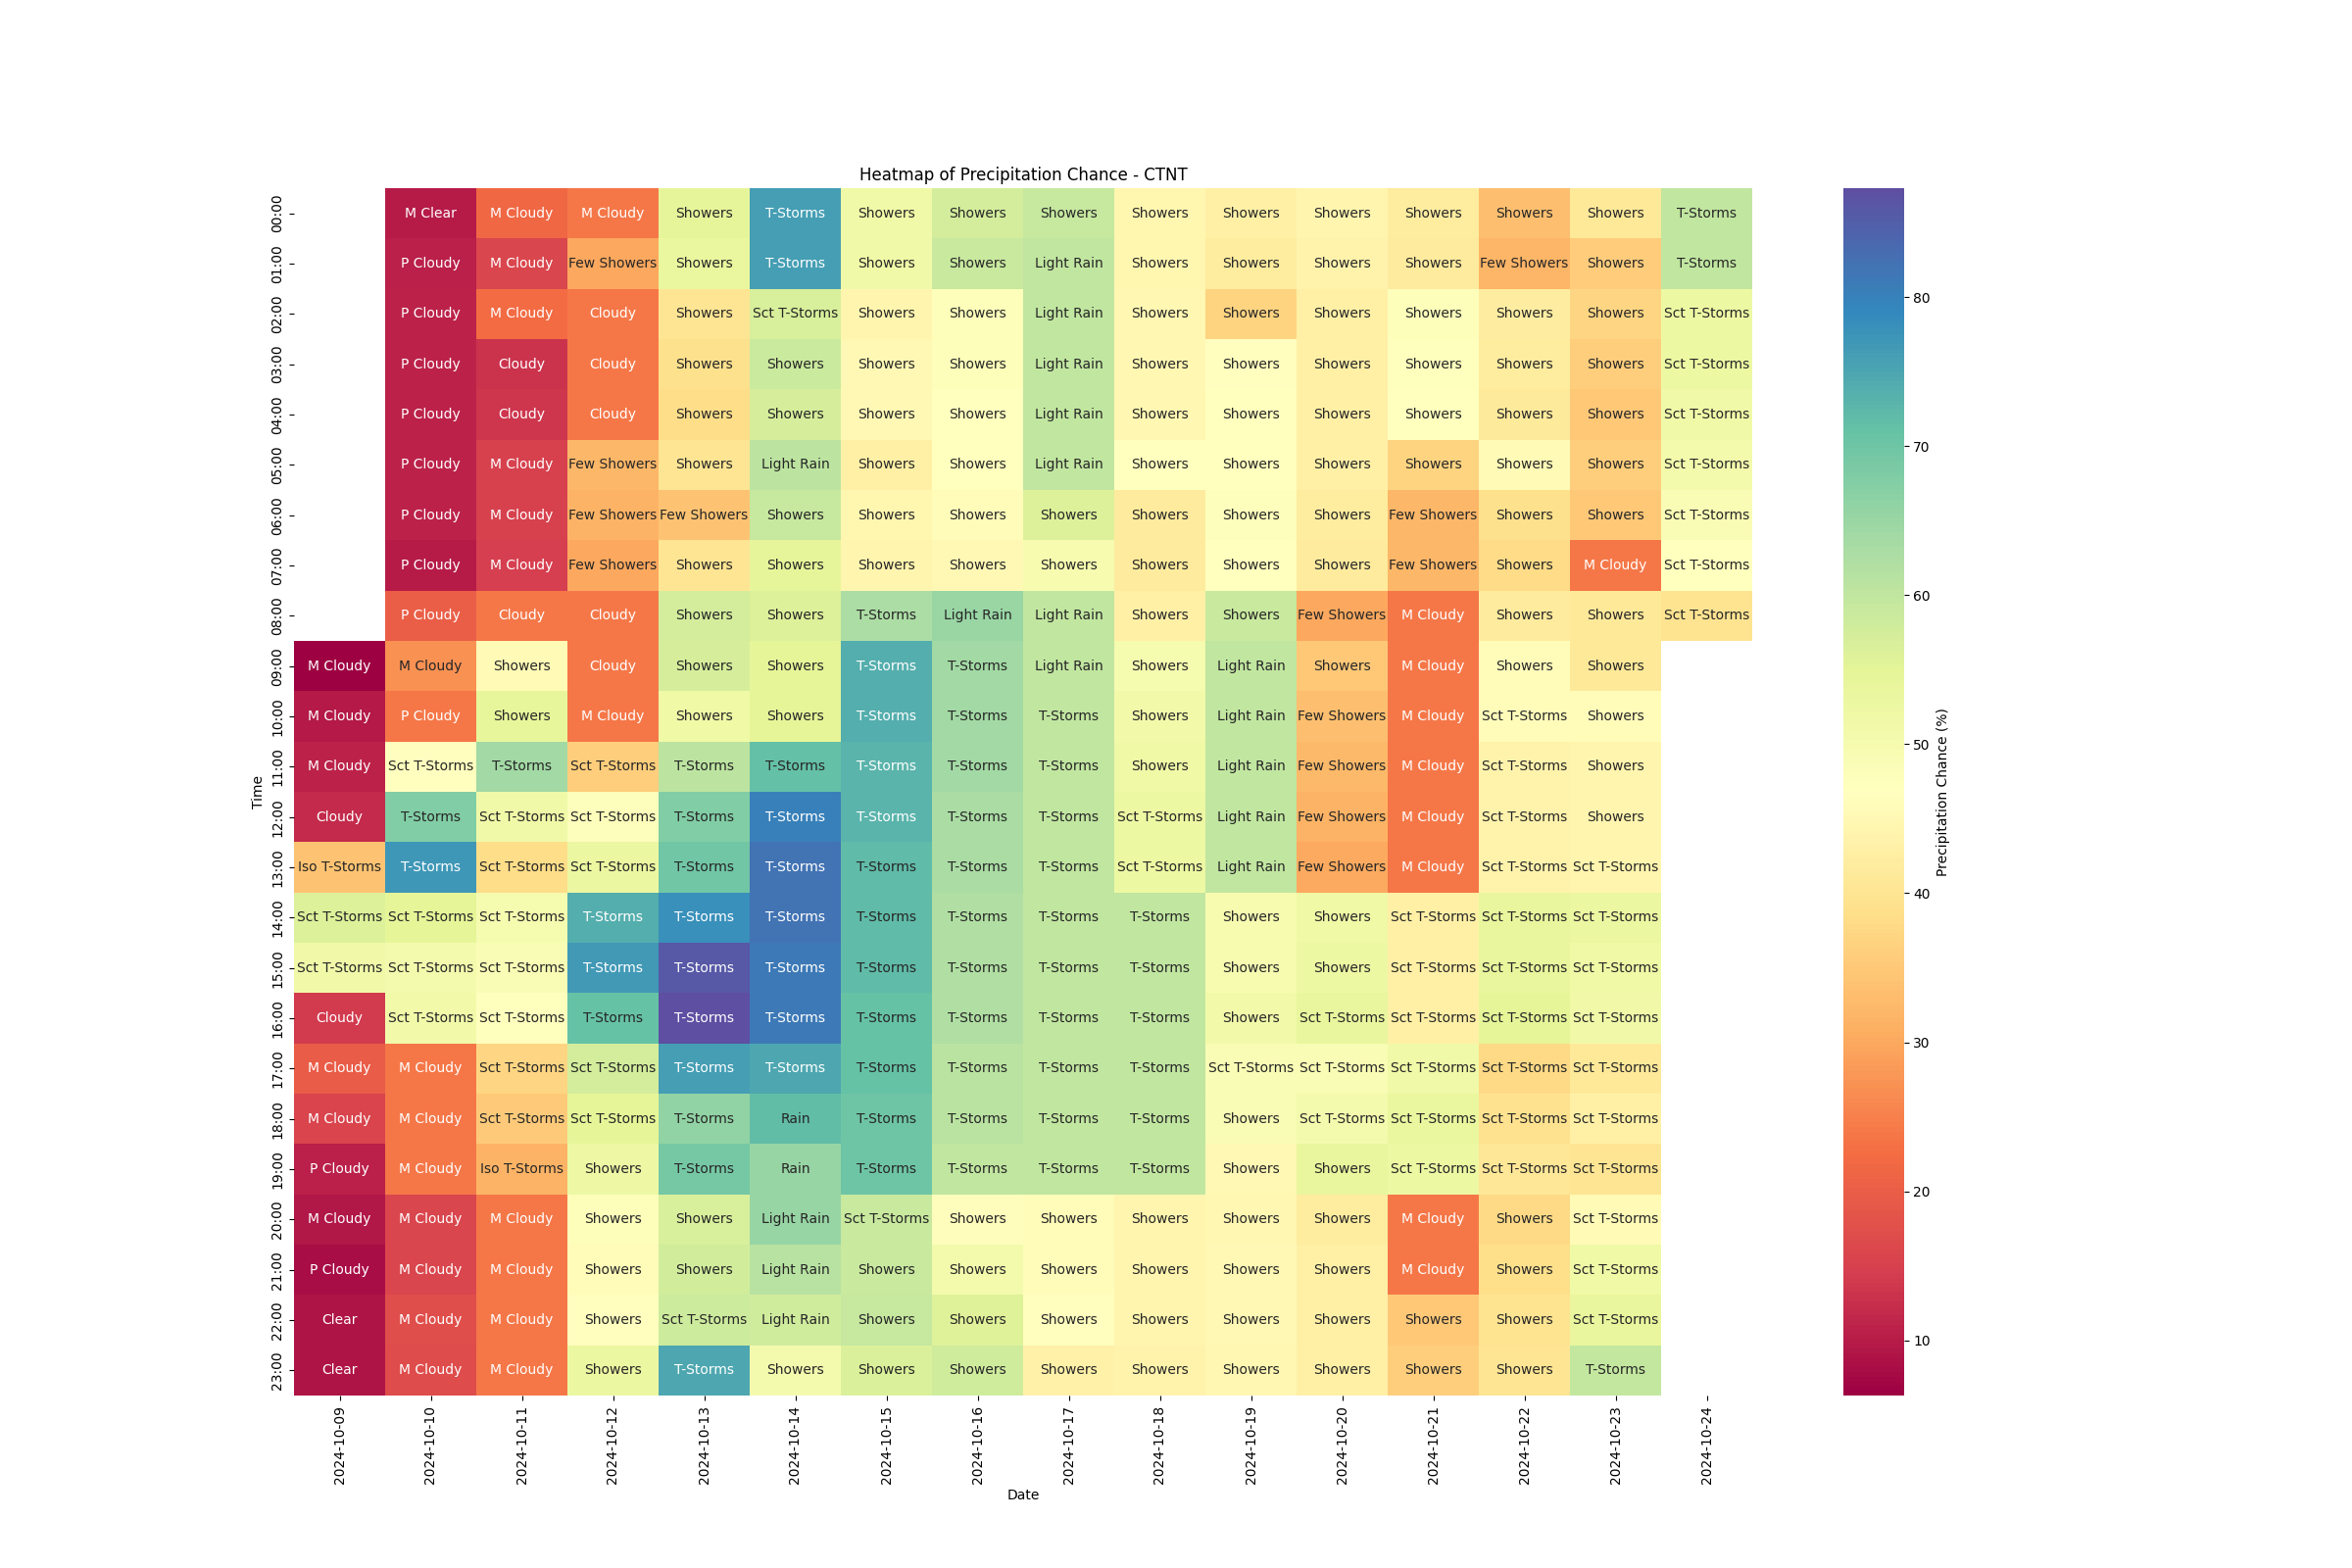 Heatmap of Precipitation Chance - CTNT
00:00 M Clear M Cloudy M Cloudy Showers T-Storms Showers Showers Showers Showers Showers Showers Showers Showers Showers T-Storms
01:00 P Cloudy M Cloudy Few Showers Showers T-Storms Showers Showers Light Rain Showers Showers Showers Showers Few Showers Showers T-Storms
02:00 P Cloudy M Cloudy Cloudy Showers Sct T-Storms Showers Showers Light Rain Showers Showers Showers Showers Showers Showers Sct T-Storms
03:00 P Cloudy Cloudy Cloudy Showers Showers Showers Showers Light Rain Showers Showers Showers Showers Showers Showers Sct T-Storms
04:00 P Cloudy Cloudy Cloudy Showers Showers Showers Showers Light Rain Showers Showers Showers Showers Showers Showers Sct T-Storms
05:00 P Cloudy M Cloudy Few Showers Showers Light Rain Showers Showers Light Rain Showers Showers Showers Showers Showers Showers Sct T-Storms
06:00 P Cloudy M Cloudy Few Showers Few Showers Showers Showers Showers Showers Showers Showers Showers Few Showers Showers Showers Sct T-Storms
07:00 P Cloudy M Cloudy Few Showers Showers Showers Showers Showers Showers Showers Showers Showers Few Showers Showers M Cloudy Sct T-Storms
08:00 P Cloudy Cloudy Cloudy Showers Showers T-Storms Light Rain Light Rain Showers Showers Few Showers M Cloudy Showers Showers Sct T-Storms
09:00 M Cloudy M Cloudy Showers Cloudy Showers Showers T-Storms T-Storms Light Rain Showers Light Rain Showers M Cloudy Showers Showers
10:00 M Cloudy P Cloudy Showers M Cloudy Showers Showers T-Storms T-Storms T-Storms Showers Light Rain Few Showers M Cloudy Sct T-Storms Showers
11:00 M Cloudy Sct T-Storms T-Storms Sct T-Storms T-Storms T-Storms T-Storms T-Storms T-Storms Showers Light Rain Few Showers M Cloudy Sct T-Storms Showers
12:00 Cloudy T-Storms Sct T-Storms Sct T-Storms T-Storms T-Storms T-Storms T-Storms T-Storms Sct T-Storms Light Rain Few Showers M Cloudy Sct T-Storms Showers
13:00 Iso T-Storms T-Storms Sct T-Storms Sct T-Storms T-Storms T-Storms T-Storms T-Storms T-Storms Sct T-Storms Light Rain Few Showers M Cloudy Sct T-Storms Sct T-Storms
14:00 Sct T-Storms Sct T-Storms Sct T-Storms T-Storms T-Storms T-Storms T-Storms T-Storms T-Storms T-Storms Showers Showers Sct T-Storms Sct T-Storms Sct T-Storms
15:00 Sct T-Storms Sct T-Storms Sct T-Storms T-Storms T-Storms T-Storms T-Storms T-Storms T-Storms T-Storms Showers Showers Sct T-Storms Sct T-Storms Sct T-Storms
16:00 Cloudy Sct T-Storms Sct T-Storms T-Storms T-Storms T-Storms T-Storms T-Storms T-Storms T-Storms Showers Sct T-Storms Sct T-Storms Sct T-Storms Sct T-Storms
17:00 M Cloudy M Cloudy Sct T-Storms Sct T-Storms T-Storms T-Storms T-Storms T-Storms T-Storms T-Storms Sct T-Storms Sct T-Storms Sct T-Storms Sct T-Storms Sct T-Storms
18:00 M Cloudy M Cloudy Sct T-Storms Sct T-Storms T-Storms Rain T-Storms T-Storms T-Storms T-Storms Showers Sct T-Storms Sct T-Storms Sct T-Storms Sct T-Storms
19:00 P Cloudy M Cloudy Iso T-Storms Showers T-Storms Rain T-Storms T-Storms T-Storms T-Storms Showers Showers Sct T-Storms Sct T-Storms Sct T-Storms
20:00 M Cloudy M Cloudy M Cloudy Showers Showers Light Rain Sct T-Storms Showers Showers Showers Showers Showers M Cloudy Showers Sct T-Storms
21:00 P Cloudy M Cloudy M Cloudy Showers Showers Light Rain Showers Showers Showers Showers Showers Showers M Cloudy Showers Sct T-Storms
22:00 Clear M Cloudy M Cloudy Showers Sct T-Storms Light Rain Showers Showers Showers Showers Showers Showers Showers Showers Sct T-Storms
23:00 Clear M Cloudy M Cloudy Showers T-Storms Showers Showers Showers Showers Showers Showers Showers Showers Showers T-Storms
Time
2024-10-09 2024-10-10 2024-10-11 2024-10-12 2024-10-13 2024-10-14 2024-10-15 2024-10-16 2024-10-17 2024-10-18 2024-10-19 2024-10-20 2024-10-21 2024-10-22 2024-10-23 2024-10-24
Date
80
70
60
50
40
30
20
10
Precipitation Chance (%)